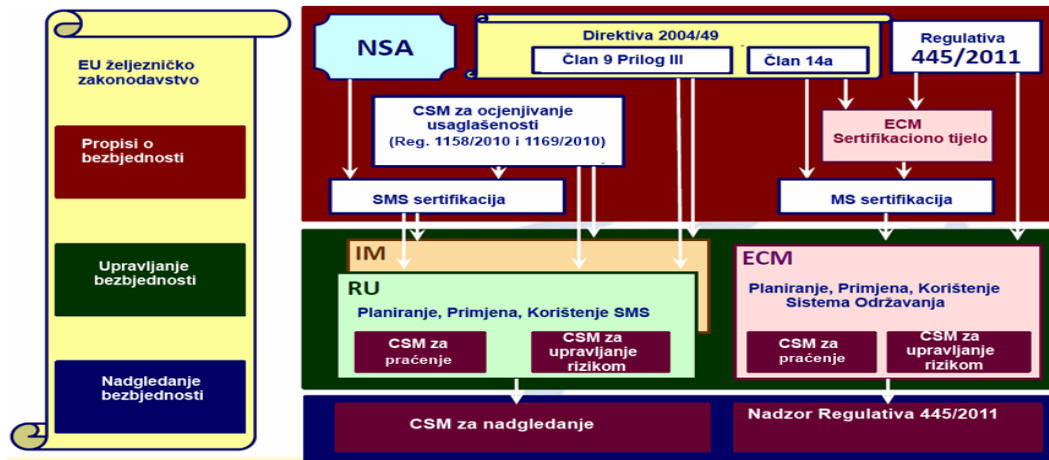 EU željezničko
zakonodavstvo
Propisi o
bezbjednosti
Upravljanje
bezbjednosti
Nadgledanje
bezbjednosti
NSA
Direktiva 2004/49
Član 9 Prilog III
Član 14a
Regulativa
445/2011
CSM za ocjenjivanje
usaglašenosti
(Reg. 1158/2010 i 1169/2010)
ECM
Sertifikaciono tijelo
SMS sertifikacija
MS sertifikacija
IM
RU
Planiranje, Primjena, Korištenje SMS
CSM za
praćenje
CSM za
upravljanje
rizikom
ECM
Planiranje, Primjena, Korištenje
Sistema Održavanja
CSM za
praćenje
CSM za
upravljanje
rizikom
CSM za nadgledanje
Nadzor Regulativa 445/2011